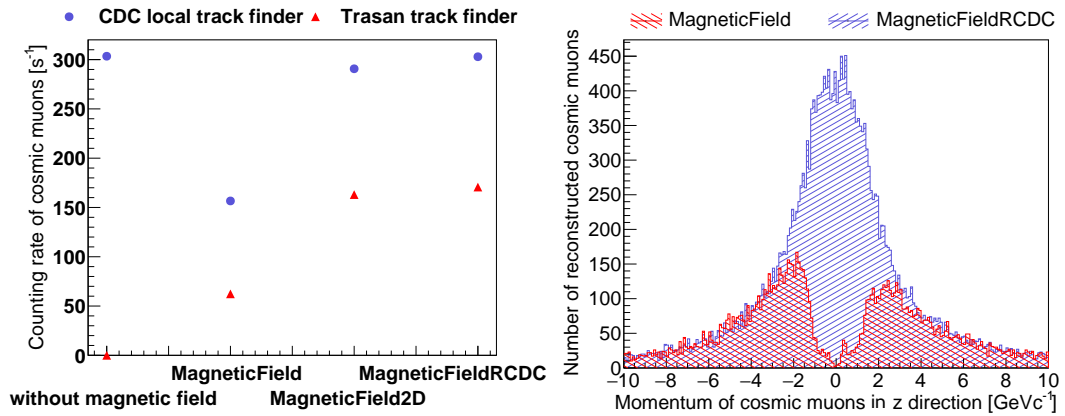 CDC local track finder
Trasan track finder
Counting rate of cosmic muons [s-1]
300
250
200
150
100
50
0
MagneticField
MagneticFieldRCDC
without magnetic field
MagneticField2D
MagneticField
MagneticFieldRCDC
Number of reconstructed cosmic muons
450
400
350
300
250
200
150
100
50
0
−10 −8 −6 −4 −2 0 2 4 6 8 10
Momentum of cosmic muons in z direction [GeVc-1]